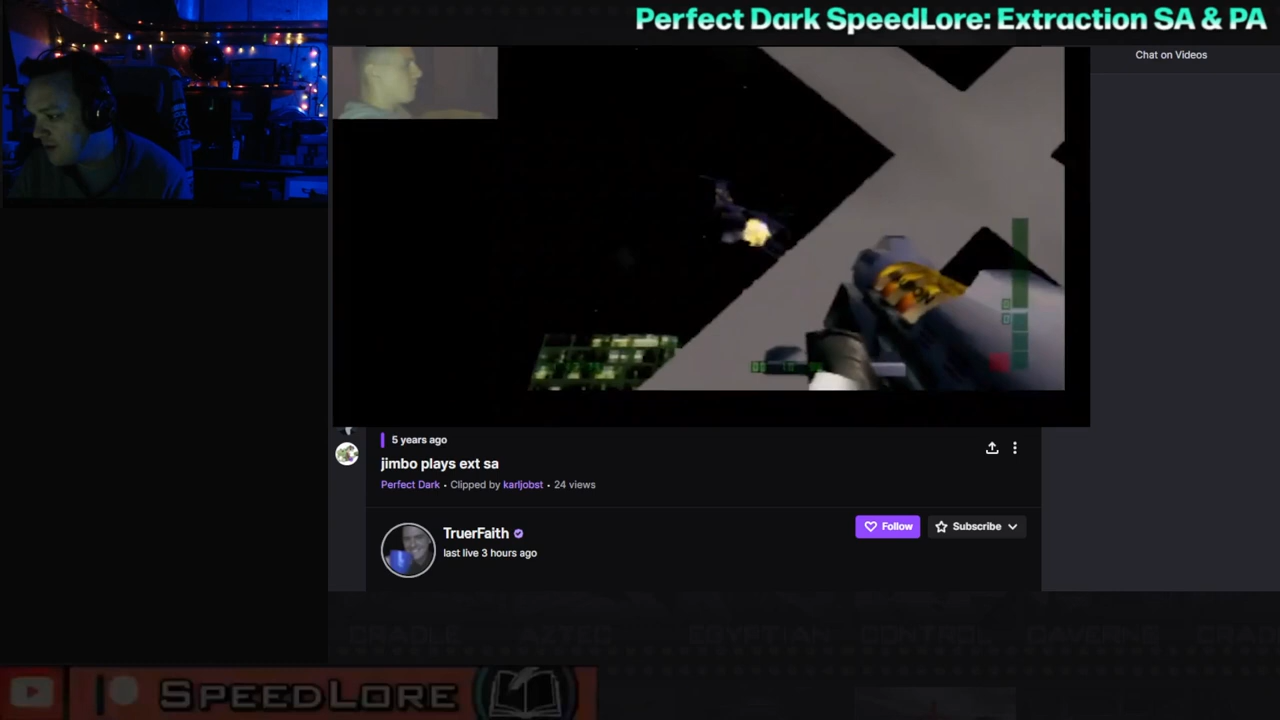 Perfect Dark SpeedLore: Extraction SA & PA
Chat on Videos
5 years ago
jimbo plays ext sa
Perfect Dark • Clipped by karljobst • 24 views
TruerFaith
Follow
Subscribe
last live 3 hours ago
CRADLE AZTEC EGYPTIAN CONTROL CAVERNS CRAD
SPEEDLORE